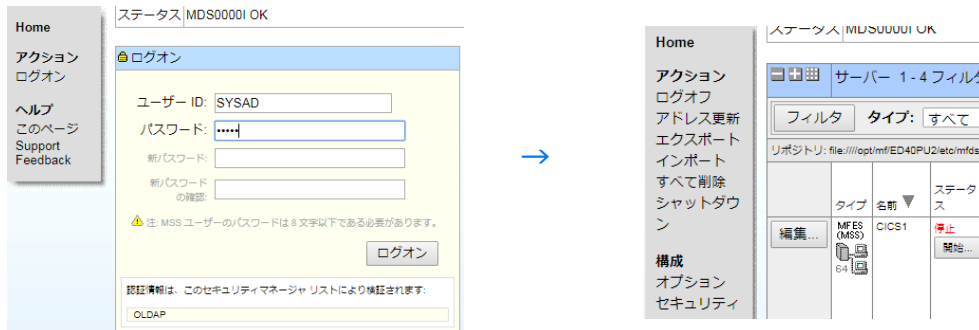 Home
アクション
ログオン
ヘルプ
このページ
Support
Feedback
ステータス MDS0000I OK
ログオン
ユーザー ID: SYSAD
パスワード: •••••
新パスワード:
新パスワード
の確認:
注: MSS ユーザーのパスワードは 8 文字以下である必要があります。
ログオン
認証情報は、このセキュリティマネージャ リストにより検証されます:
OLDAP
→
Home
アクション
ログオフ
アドレス更新
エクスポート
インポート
すべて削除
シャットダウ
ン
構成
オプション
セキュリティ
ステータス MDS0000I OK
サーバー 1 - 4 フィルタ
フィルタ タイプ: すべて
リポジトリ: file:////opt/mf/ED40PU2/etc/mfds
タイプ 名前 ▼ ステータ
ス
編集... MFES
(MSS) CICS1 停止
開始...
64